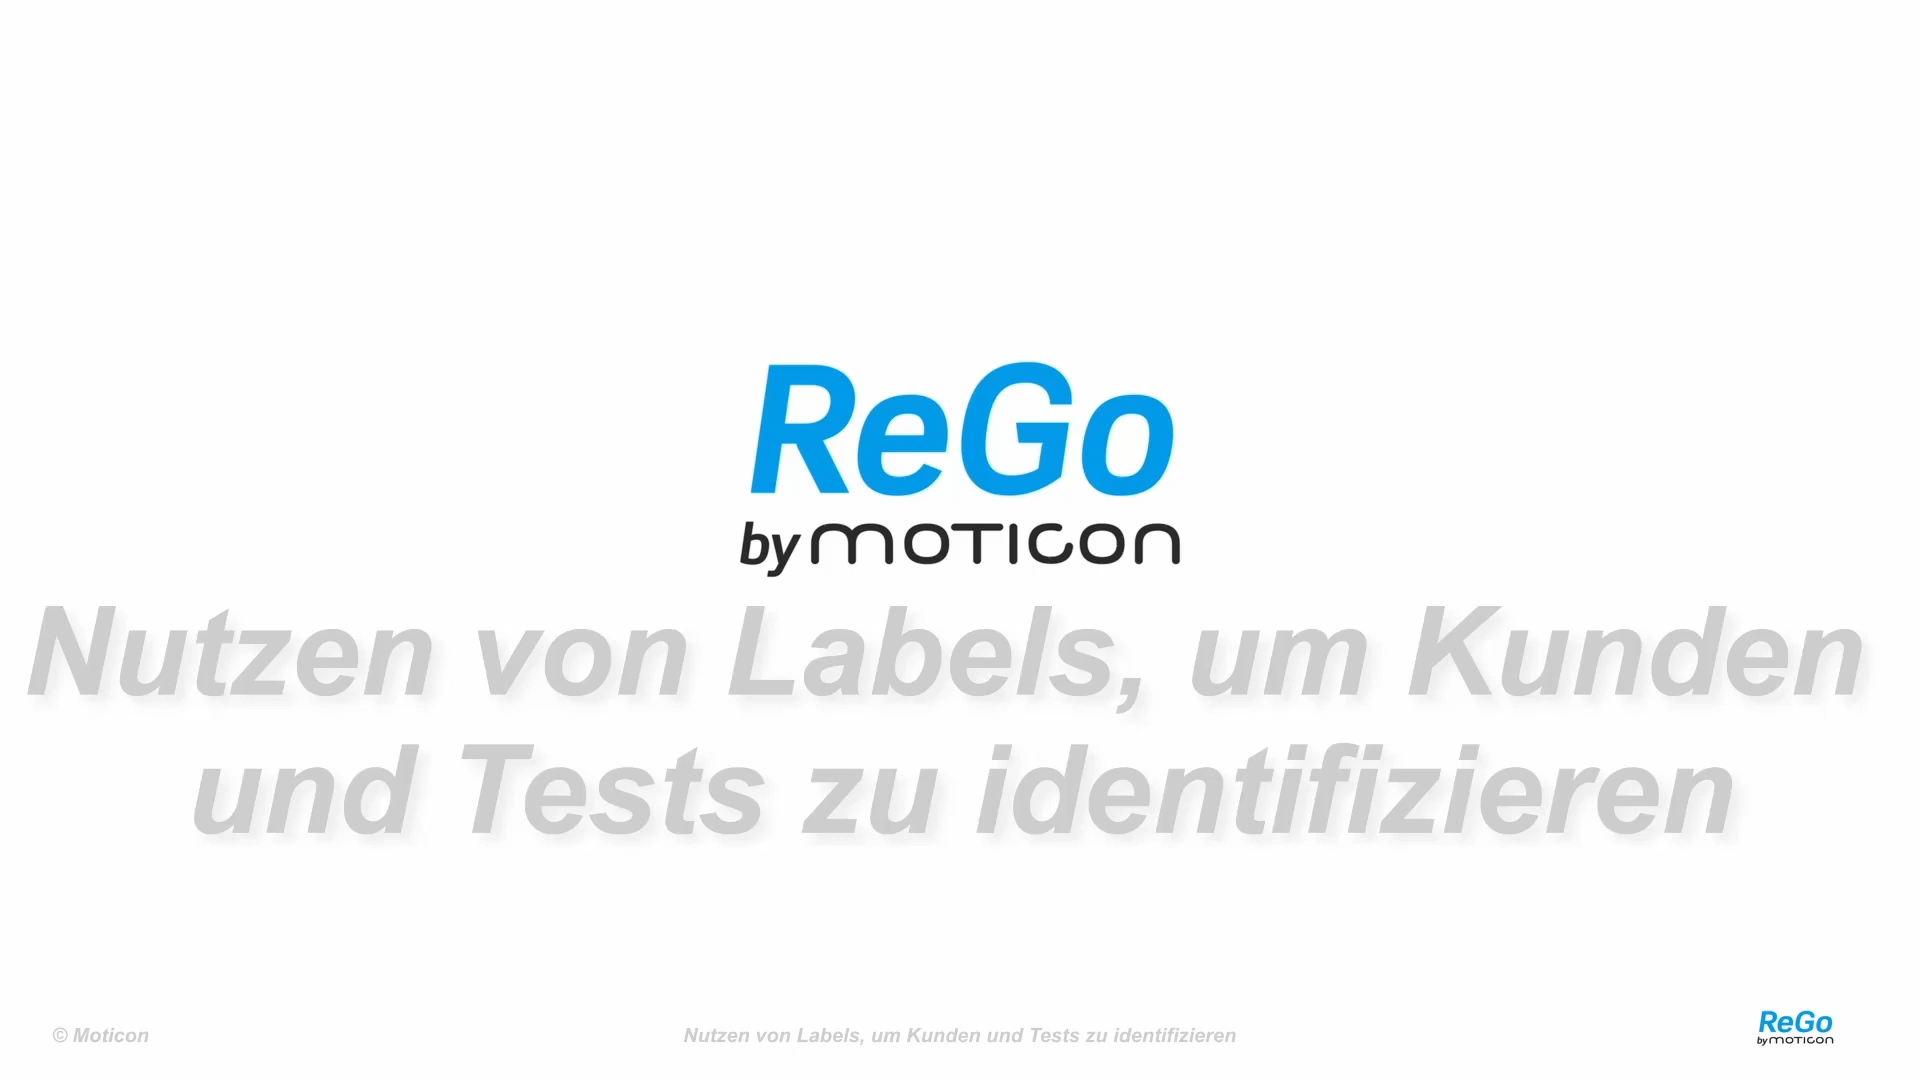 ReGo
by moticon
Nutzen von Labels, um Kunden
und Tests zu identifizieren
© Moticon
Nutzen von Labels, um Kunden und Tests zu identifizieren
ReGo
by moticon